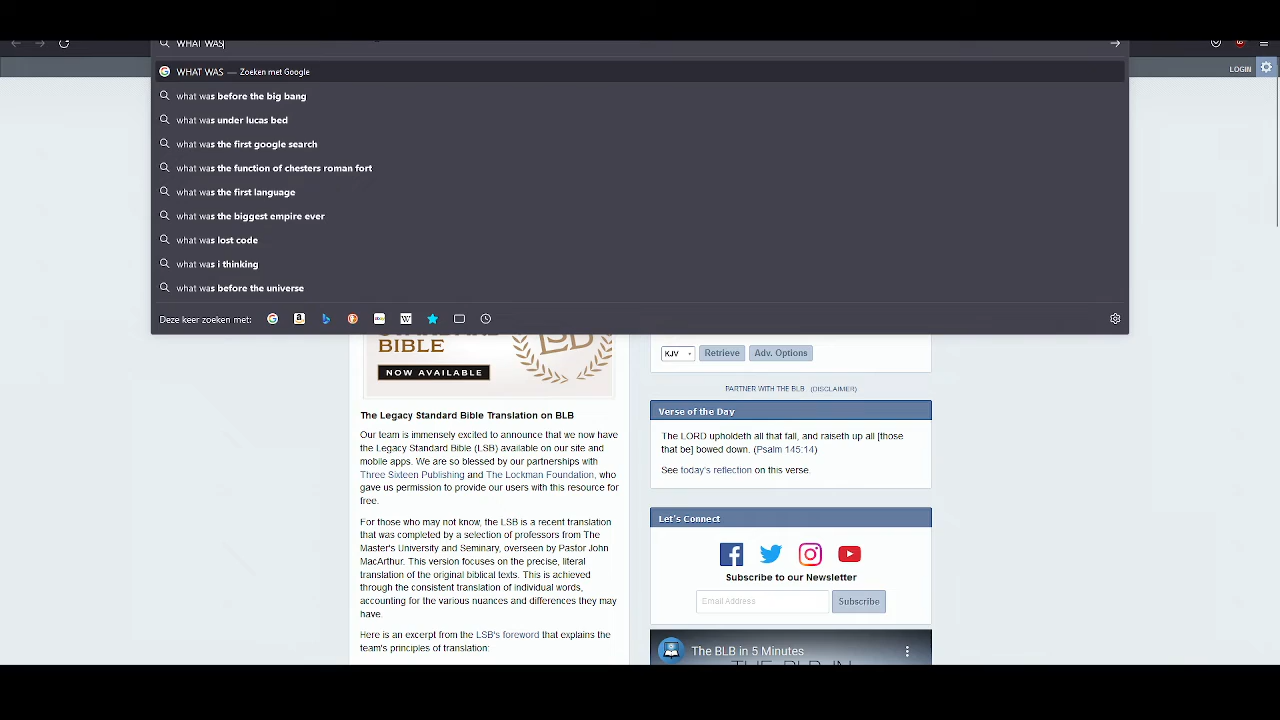 WHAT WAS
WHAT WAS — Zoeken met Google
LOGIN
what was before the big bang
what was under lucas bed
what was the first google search
what was the function of chesters roman fort
what was the first language
what was the biggest empire ever
what was lost code
what was i thinking
what was before the universe
Deze keer zoeken met:
BIBLE
NOW AVAILABLE
The Legacy Standard Bible Translation on BLB
Our team is immensely excited to announce that we now have
the Legacy Standard Bible (LSB) available on our site and
mobile apps. We are so blessed by our partnerships with
Three Sixteen Publishing and The Lockman Foundation, who
gave us permission to provide our users with this resource for
free.
For those who may not know, the LSB is a recent translation
that was completed by a selection of professors from The
Master's University and Seminary, overseen by Pastor John
MacArthur. This version focuses on the precise, literal
translation of the original biblical texts. This is achieved
through the consistent translation of individual words,
accounting for the various nuances and differences they may
have.
Here is an excerpt from the LSB's foreword that explains the
team's principles of translation:
KJV Retrieve Adv. Options
PARTNER WITH THE BLB (DISCLAIMER)
Verse of the Day
The LORD upholdeth all that fall, and raiseth up all [those
that be] bowed down. (Psalm 145:14)
See today's reflection on this verse.
Let's Connect
Subscribe to our Newsletter
Email Address Subscribe
The BLB in 5 Minutes